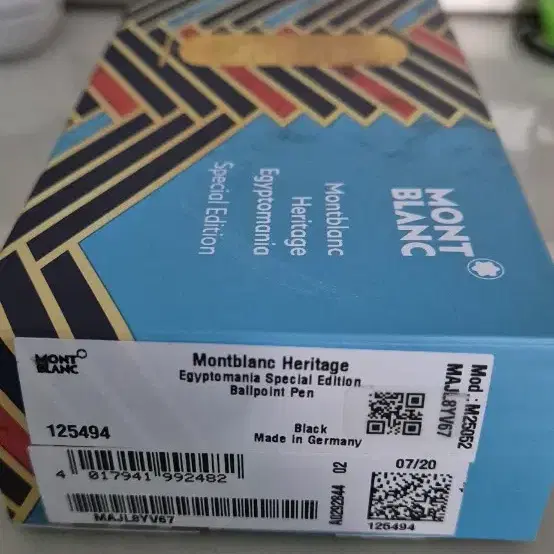 MONT
BLANC
Montblanc
Heritage
Egyptomania
Special Edition
MONT
BLANC
Montblanc Heritage
Egyptomania Special Edition
Ballpoint Pen
125494
Black
Made in Germany
Mod.: M25052
MAJL8YV67
4 017941 992482
MAJL8YV67
02
07/20
125494